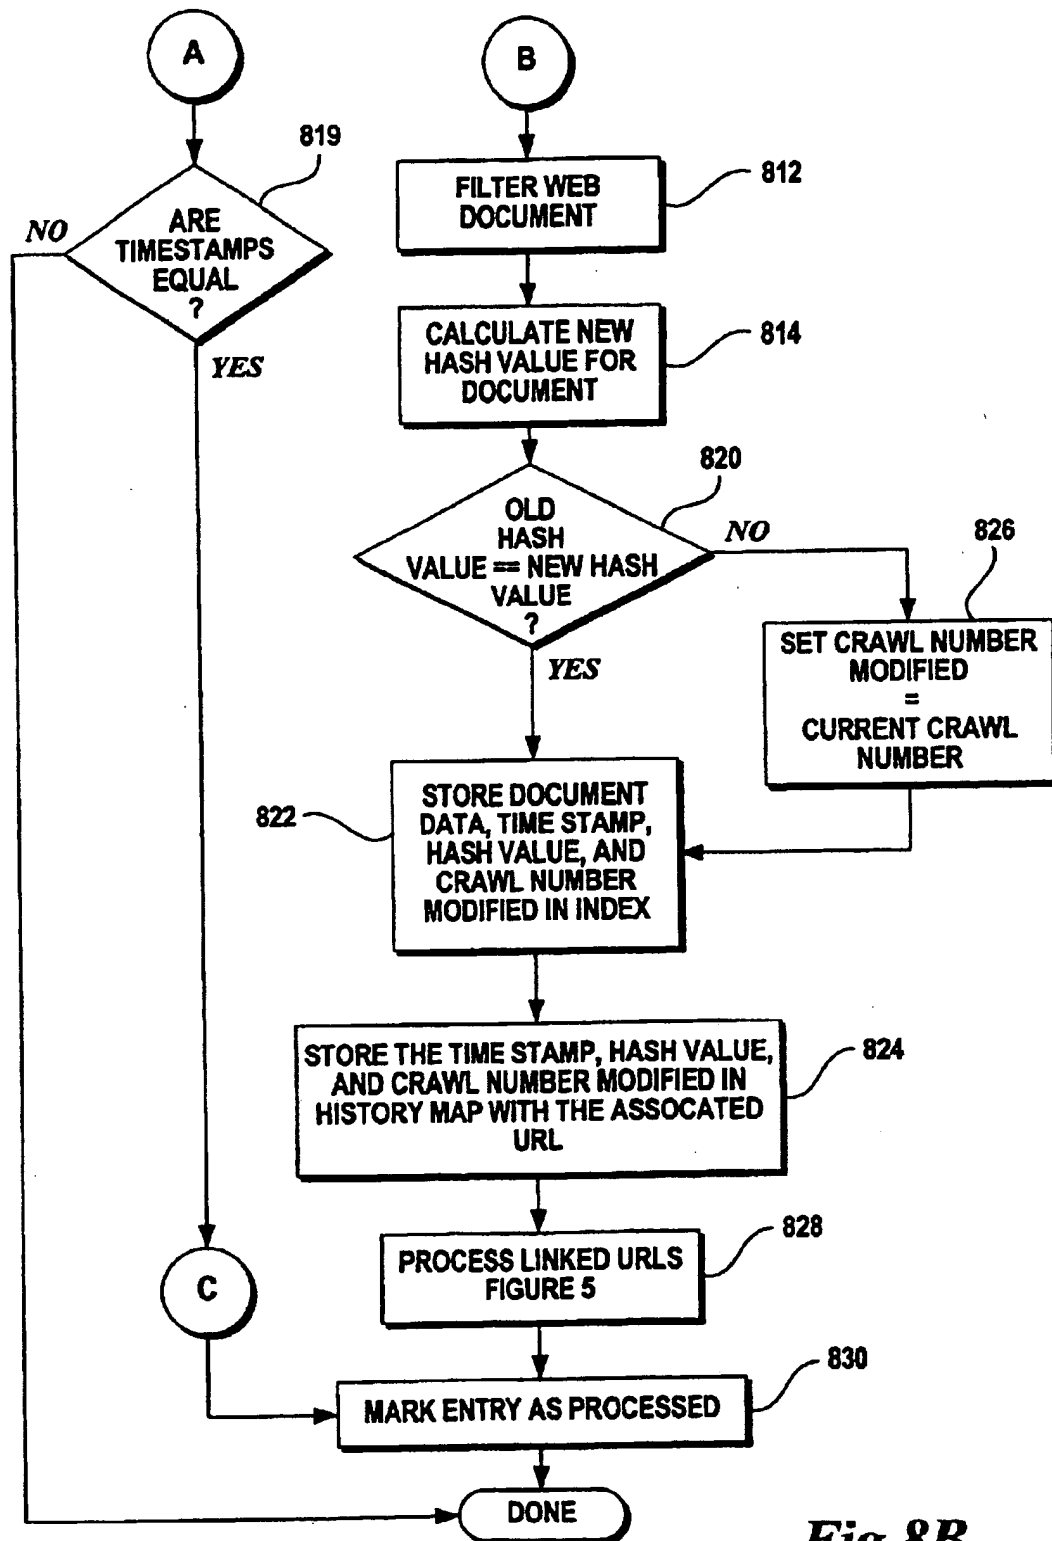 A
B
819
812
FILTER WEB
DOCUMENT
NO
ARE
TIMESTAMPS
EQUAL
?
YES
814
CALCULATE NEW
HASH VALUE FOR
DOCUMENT
820
OLD
HASH
VALUE == NEW HASH
VALUE
?
NO
YES
826
SET CRAWL NUMBER
MODIFIED
=
CURRENT CRAWL
NUMBER
822
STORE DOCUMENT
DATA, TIME STAMP,
HASH VALUE, AND
CRAWL NUMBER
MODIFIED IN INDEX
824
STORE THE TIME STAMP, HASH VALUE,
AND CRAWL NUMBER MODIFIED IN
HISTORY MAP WITH THE ASSOCATED
URL
828
PROCESS LINKED URLS
FIGURE 5
C
830
MARK ENTRY AS PROCESSED
DONE
Fig.8B